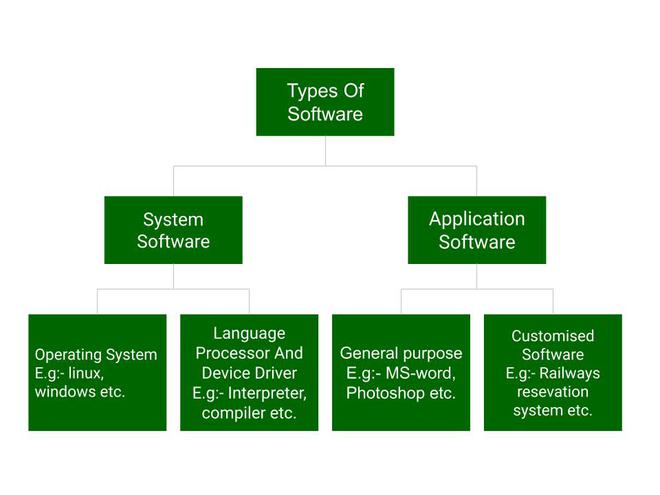 Types Of
Software
System
Software
Application
Software
Operating System
E.g:- linux,
windows etc.
Language
Processor And
Device Driver
E.g:- Interpreter,
compiler etc.
General purpose
E.g:- MS-word,
Photoshop etc.
Customised
Software
E.g:- Railways
resevation
system etc.